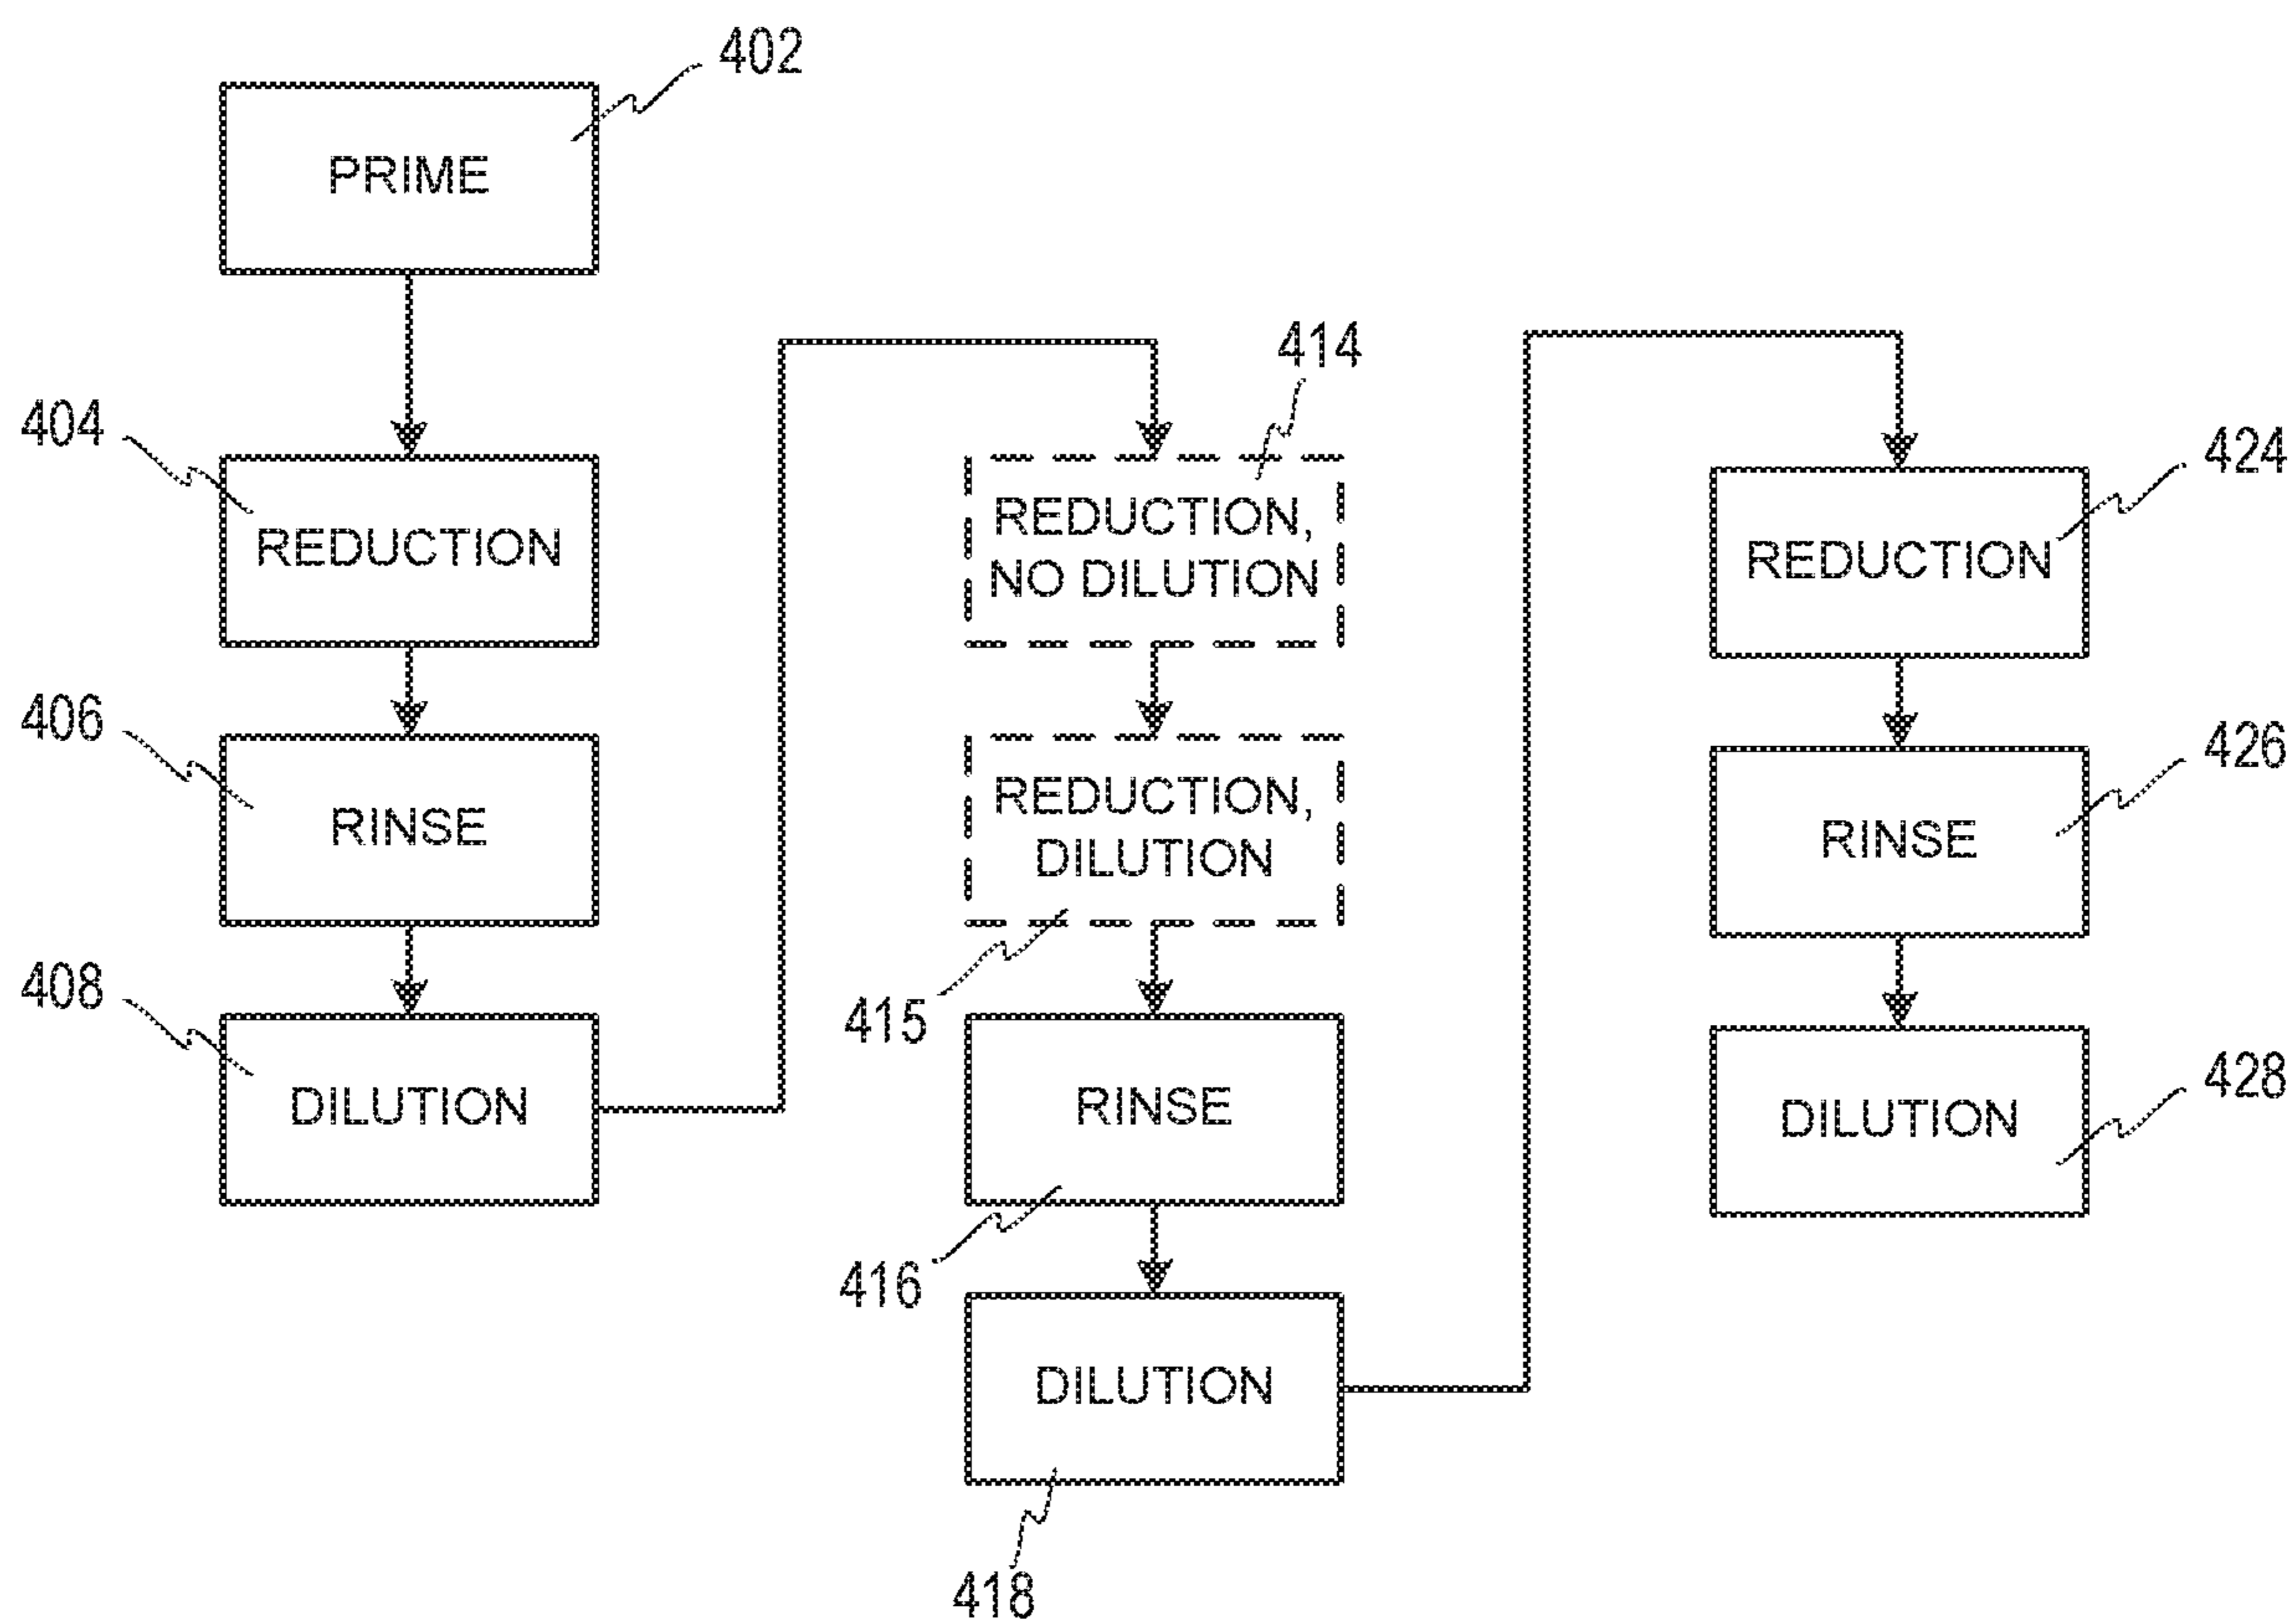 402
PRIME
404
REDUCTION
406
RINSE
408
DILUTION
414
REDUCTION,
NO DILUTION
REDUCTION,
DILUTION
415
RINSE
416
DILUTION
418
424
REDUCTION
426
RINSE
428
DILUTION